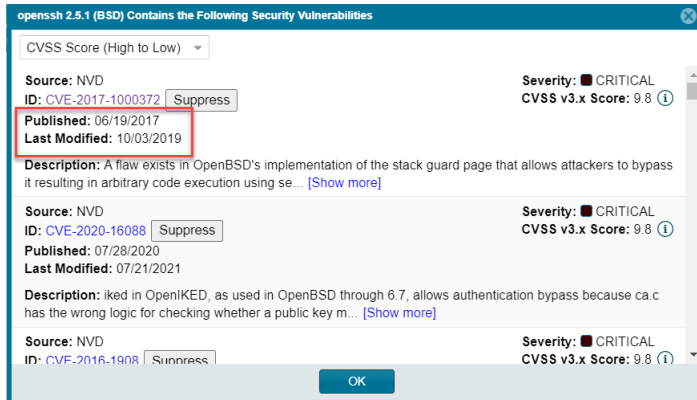 openssh 2.5.1 (BSD) Contains the Following Security Vulnerabilities
CVSS Score (High to Low)
Source: NVD
Severity: CRITICAL
ID: CVE-2017-1000372 Suppress
CVSS v3.x Score: 9.8
Published: 06/19/2017
Last Modified: 10/03/2019
Description: A flaw exists in OpenBSD's implementation of the stack guard page that allows attackers to bypass
it resulting in arbitrary code execution using se... [Show more]
Source: NVD
Severity: CRITICAL
ID: CVE-2020-16088 Suppress
CVSS v3.x Score: 9.8
Published: 07/28/2020
Last Modified: 07/21/2021
Description: iked in OpenIKED, as used in OpenBSD through 6.7, allows authentication bypass because ca.c
has the wrong logic for checking whether a public key m... [Show more]
Source: NVD
Severity: CRITICAL
ID: CVE-2016-1908 Suppress
CVSS v3.x Score: 9.8
OK